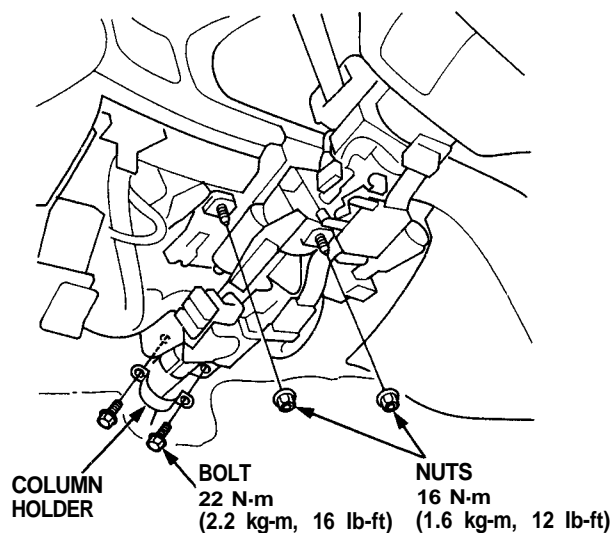 COLUMN
HOLDER
BOLT
22 N·m
(2.2 kg-m, 16 lb-ft)
NUTS
16 N·m
(1.6 kg-m, 12 lb-ft)